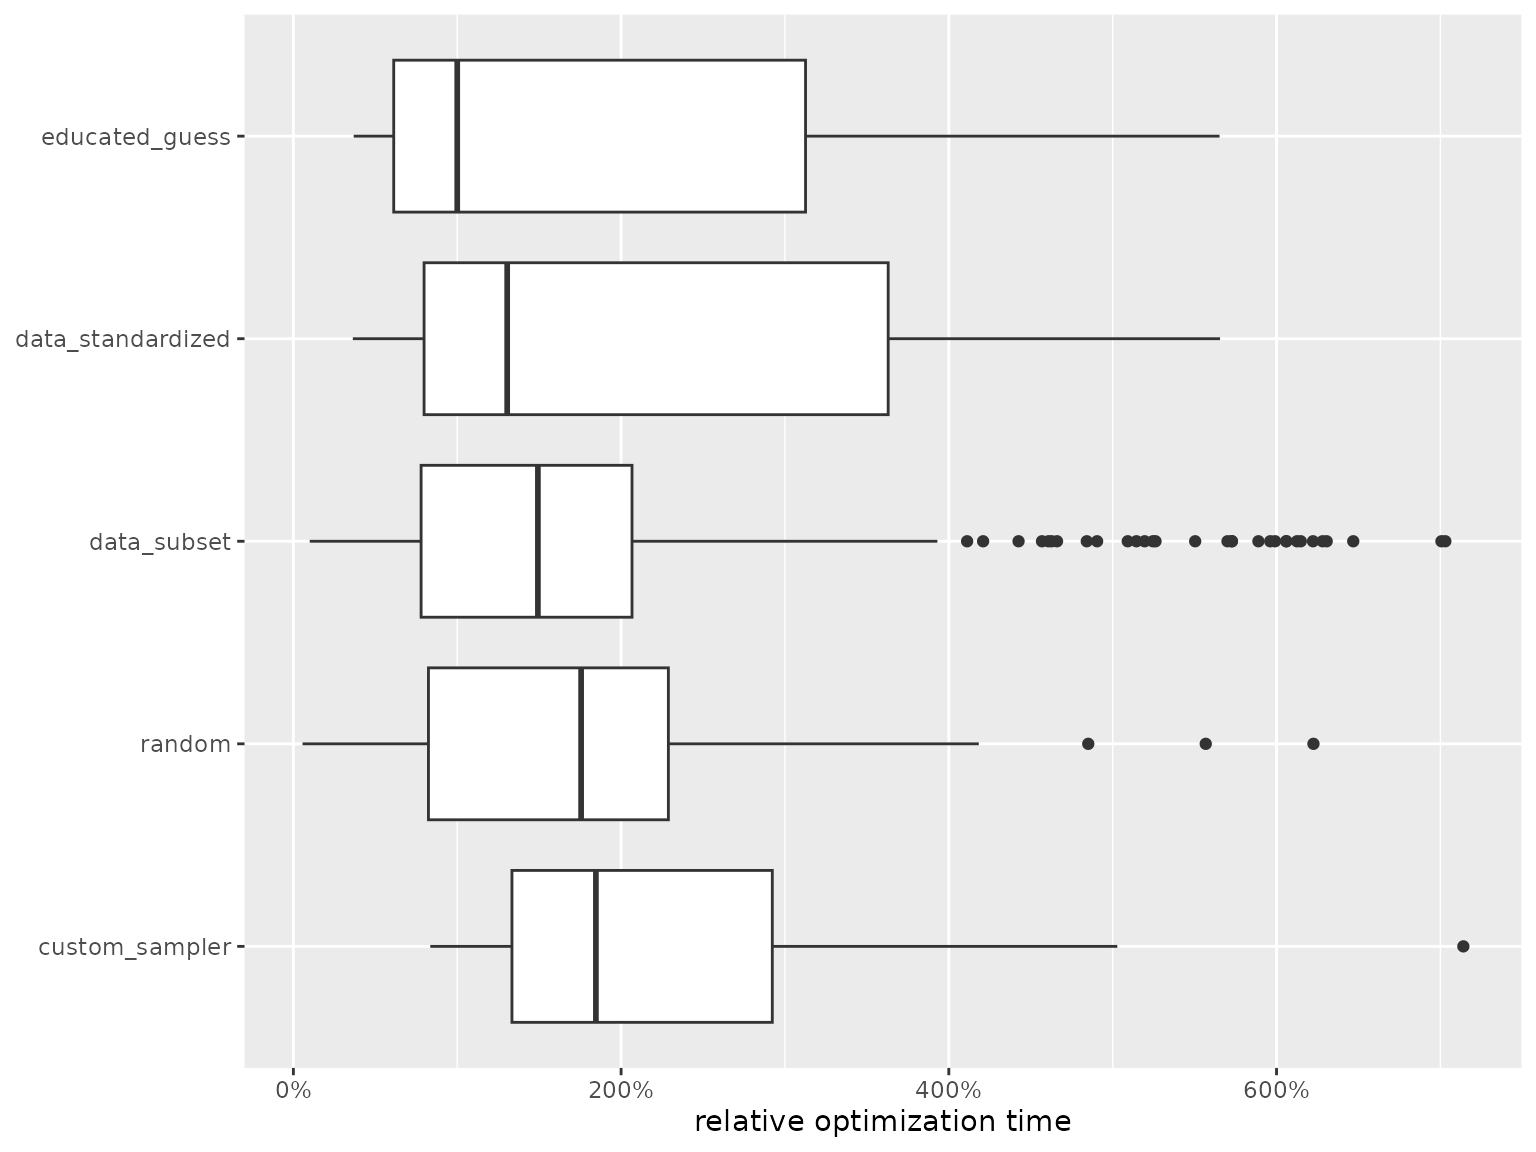 educated_guess
data_standardized
data_subset
random
custom_sampler
0% 200% 400% 600%
relative optimization time